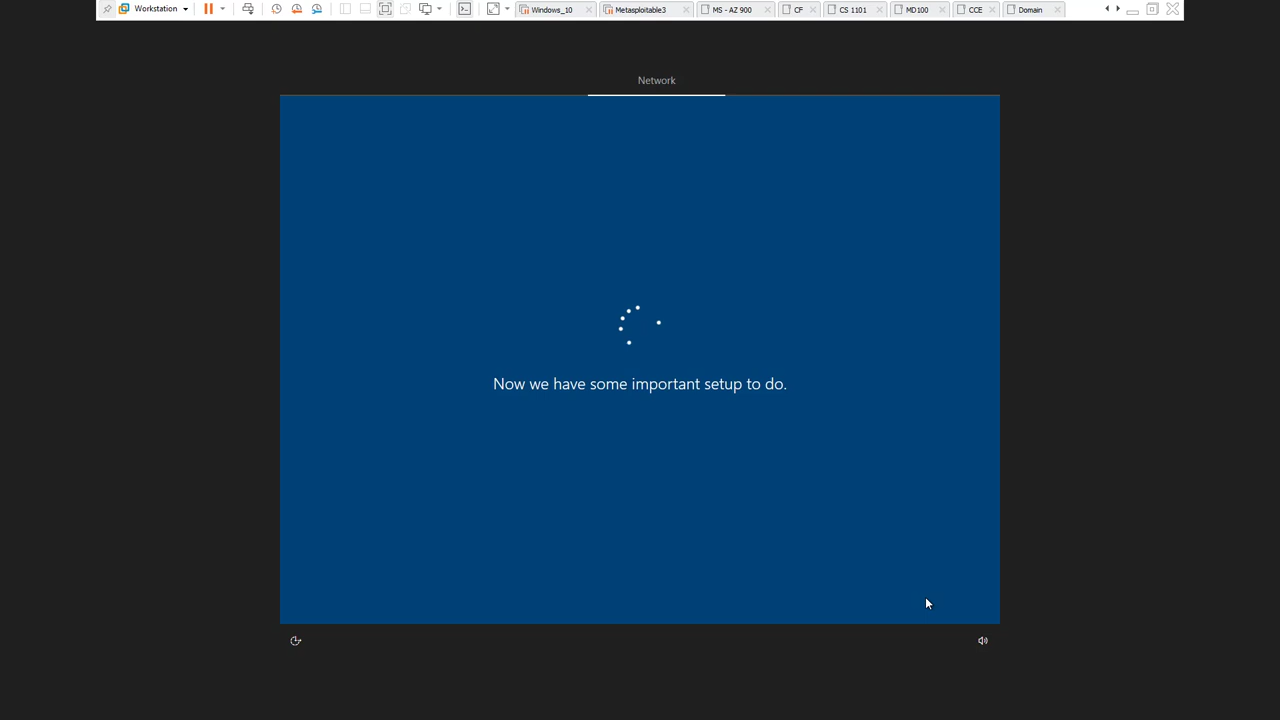 Workstation Windows_10 Metasploitable3 MS - AZ 900 CF CS 1101 MD100 CCE Domain
Network
Now we have some important setup to do.